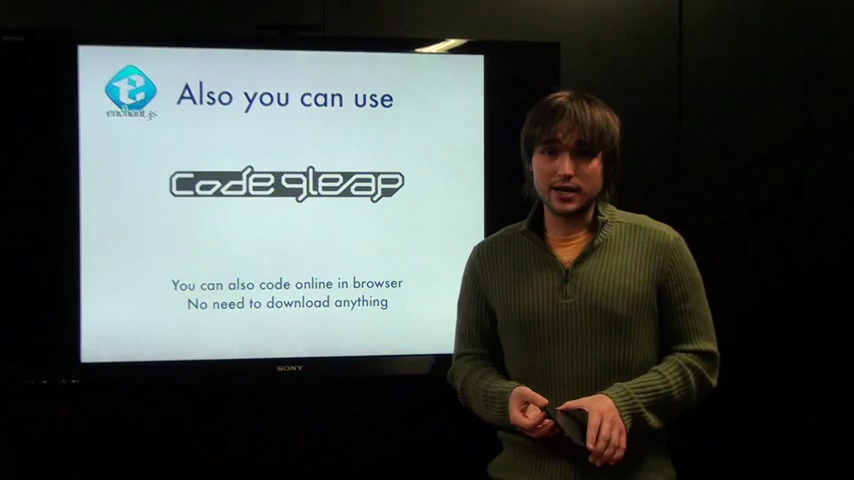 enchant.js
Also you can use
code 9leap
You can also code online in browser
No need to download anything
SONY